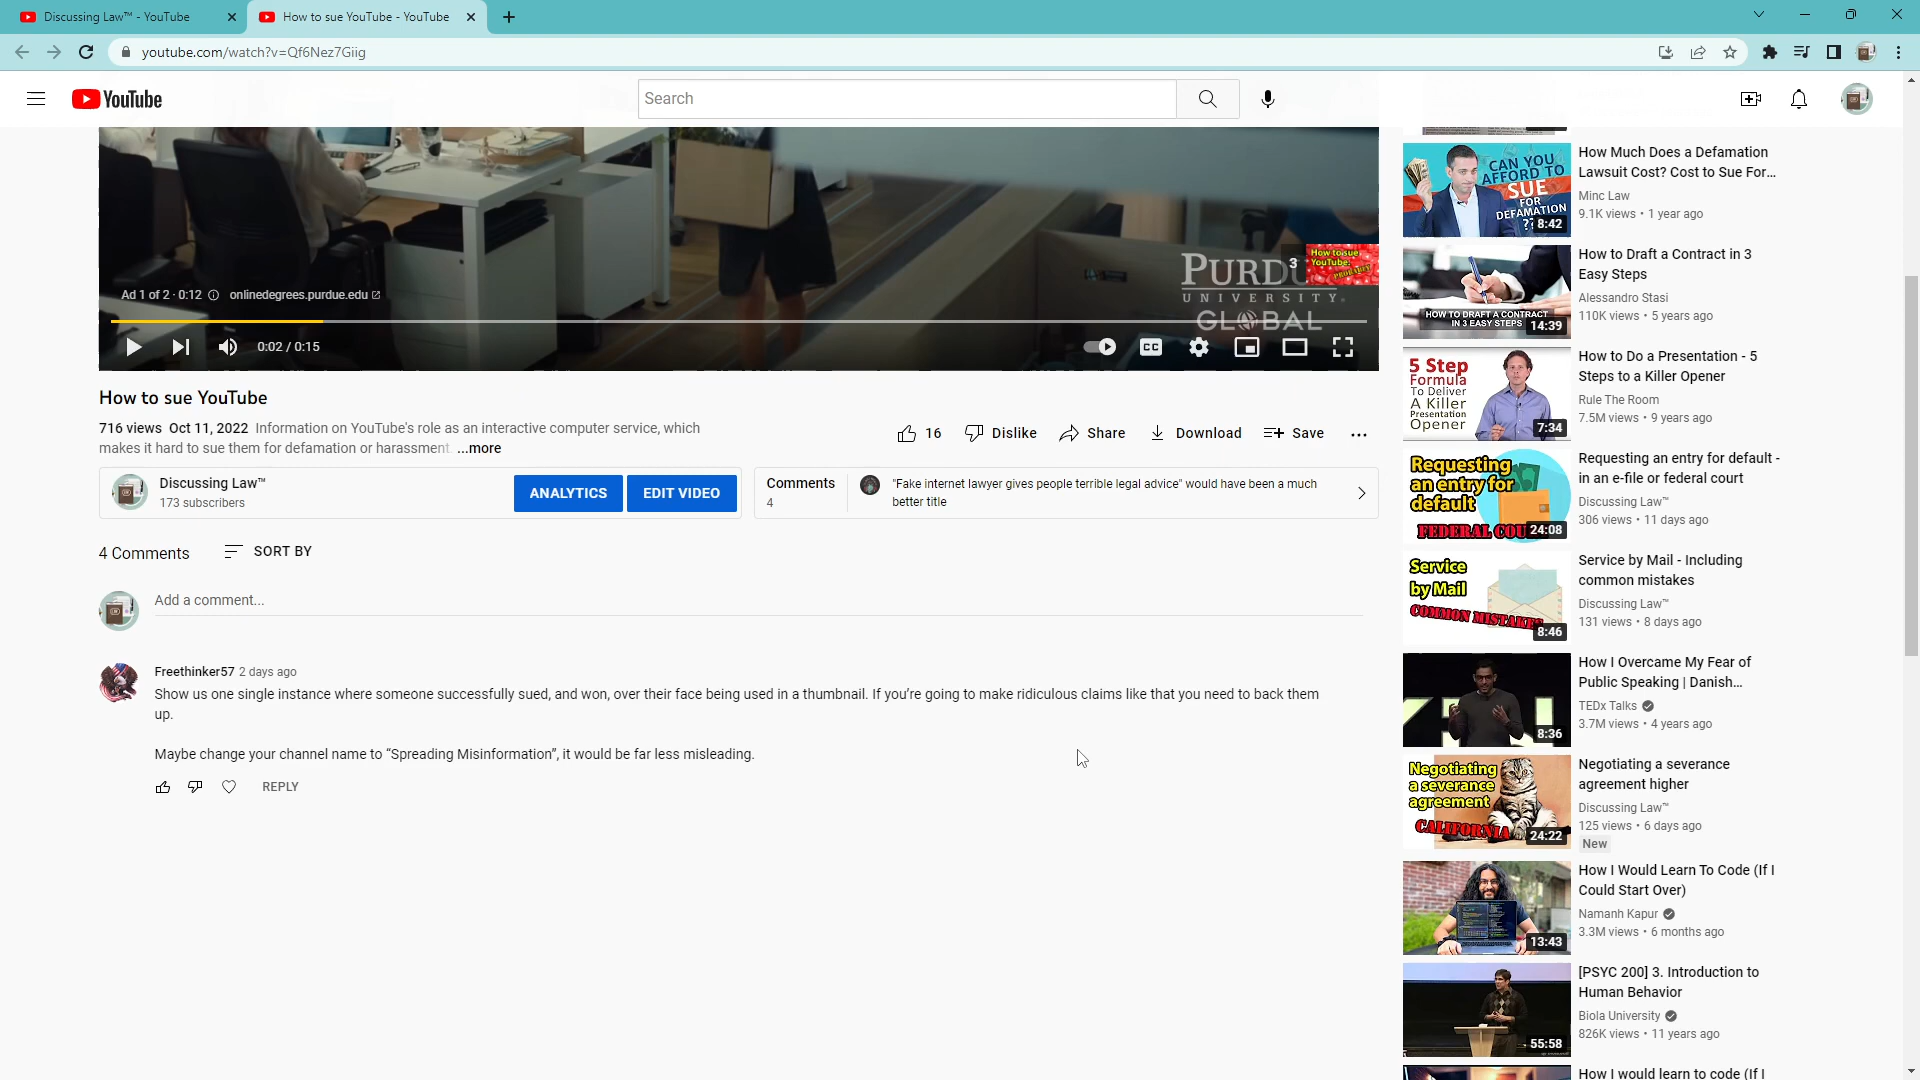 Discussing Law™ - YouTube
How to sue YouTube - YouTube
youtube.com/watch?v=Qf6Nez7Giig
YouTube
Search
PURDU
UNIVERSITY.
GLOBAL
3
How to sue
YouTube.
PROBABLY
Ad 1 of 2 · 0:12
onlinedegrees.purdue.edu
0:02 / 0:15
CC
How to sue YouTube
716 views Oct 11, 2022 Information on YouTube's role as an interactive computer service, which
makes it hard to sue them for defamation or harassment. ...more
16
Dislike
Share
Download
Save
Discussing Law™
173 subscribers
ANALYTICS
EDIT VIDEO
Comments
4
"Fake internet lawyer gives people terrible legal advice" would have been a much
better title
4 Comments
SORT BY
Add a comment...
Freethinker57 2 days ago
Show us one single instance where someone successfully sued, and won, over their face being used in a thumbnail. If you’re going to make ridiculous claims like that you need to back them
up.
Maybe change your channel name to “Spreading Misinformation”, it would be far less misleading.
REPLY
CAN YOU
AFFORD TO
SUE
FOR
DEFAMATION
??
8:42
How Much Does a Defamation
Lawsuit Cost? Cost to Sue For...
Minc Law
9.1K views • 1 year ago
HOW TO DRAFT A CONTRACT
IN 3 EASY STEPS
14:39
How to Draft a Contract in 3
Easy Steps
Alessandro Stasi
110K views • 5 years ago
5 Step
Formula
To Deliver
A Killer
Presentation
Opener
7:34
How to Do a Presentation - 5
Steps to a Killer Opener
Rule The Room
7.5M views • 9 years ago
Requesting
an entry for
default
FEDERAL COU
24:08
Requesting an entry for default -
in an e-file or federal court
Discussing Law™
306 views • 11 days ago
Service
by Mail
COMMON MISTAKE
8:46
Service by Mail - Including
common mistakes
Discussing Law™
131 views • 8 days ago
8:36
How I Overcame My Fear of
Public Speaking | Danish...
TEDx Talks
3.7M views • 4 years ago
Negotiating
a severance
agreement
CALIFORNIA
24:22
Negotiating a severance
agreement higher
Discussing Law™
125 views • 6 days ago
New
13:43
How I Would Learn To Code (If I
Could Start Over)
Namanh Kapur
3.3M views • 6 months ago
55:58
[PSYC 200] 3. Introduction to
Human Behavior
Biola University
826K views • 11 years ago
How I would learn to code (If I